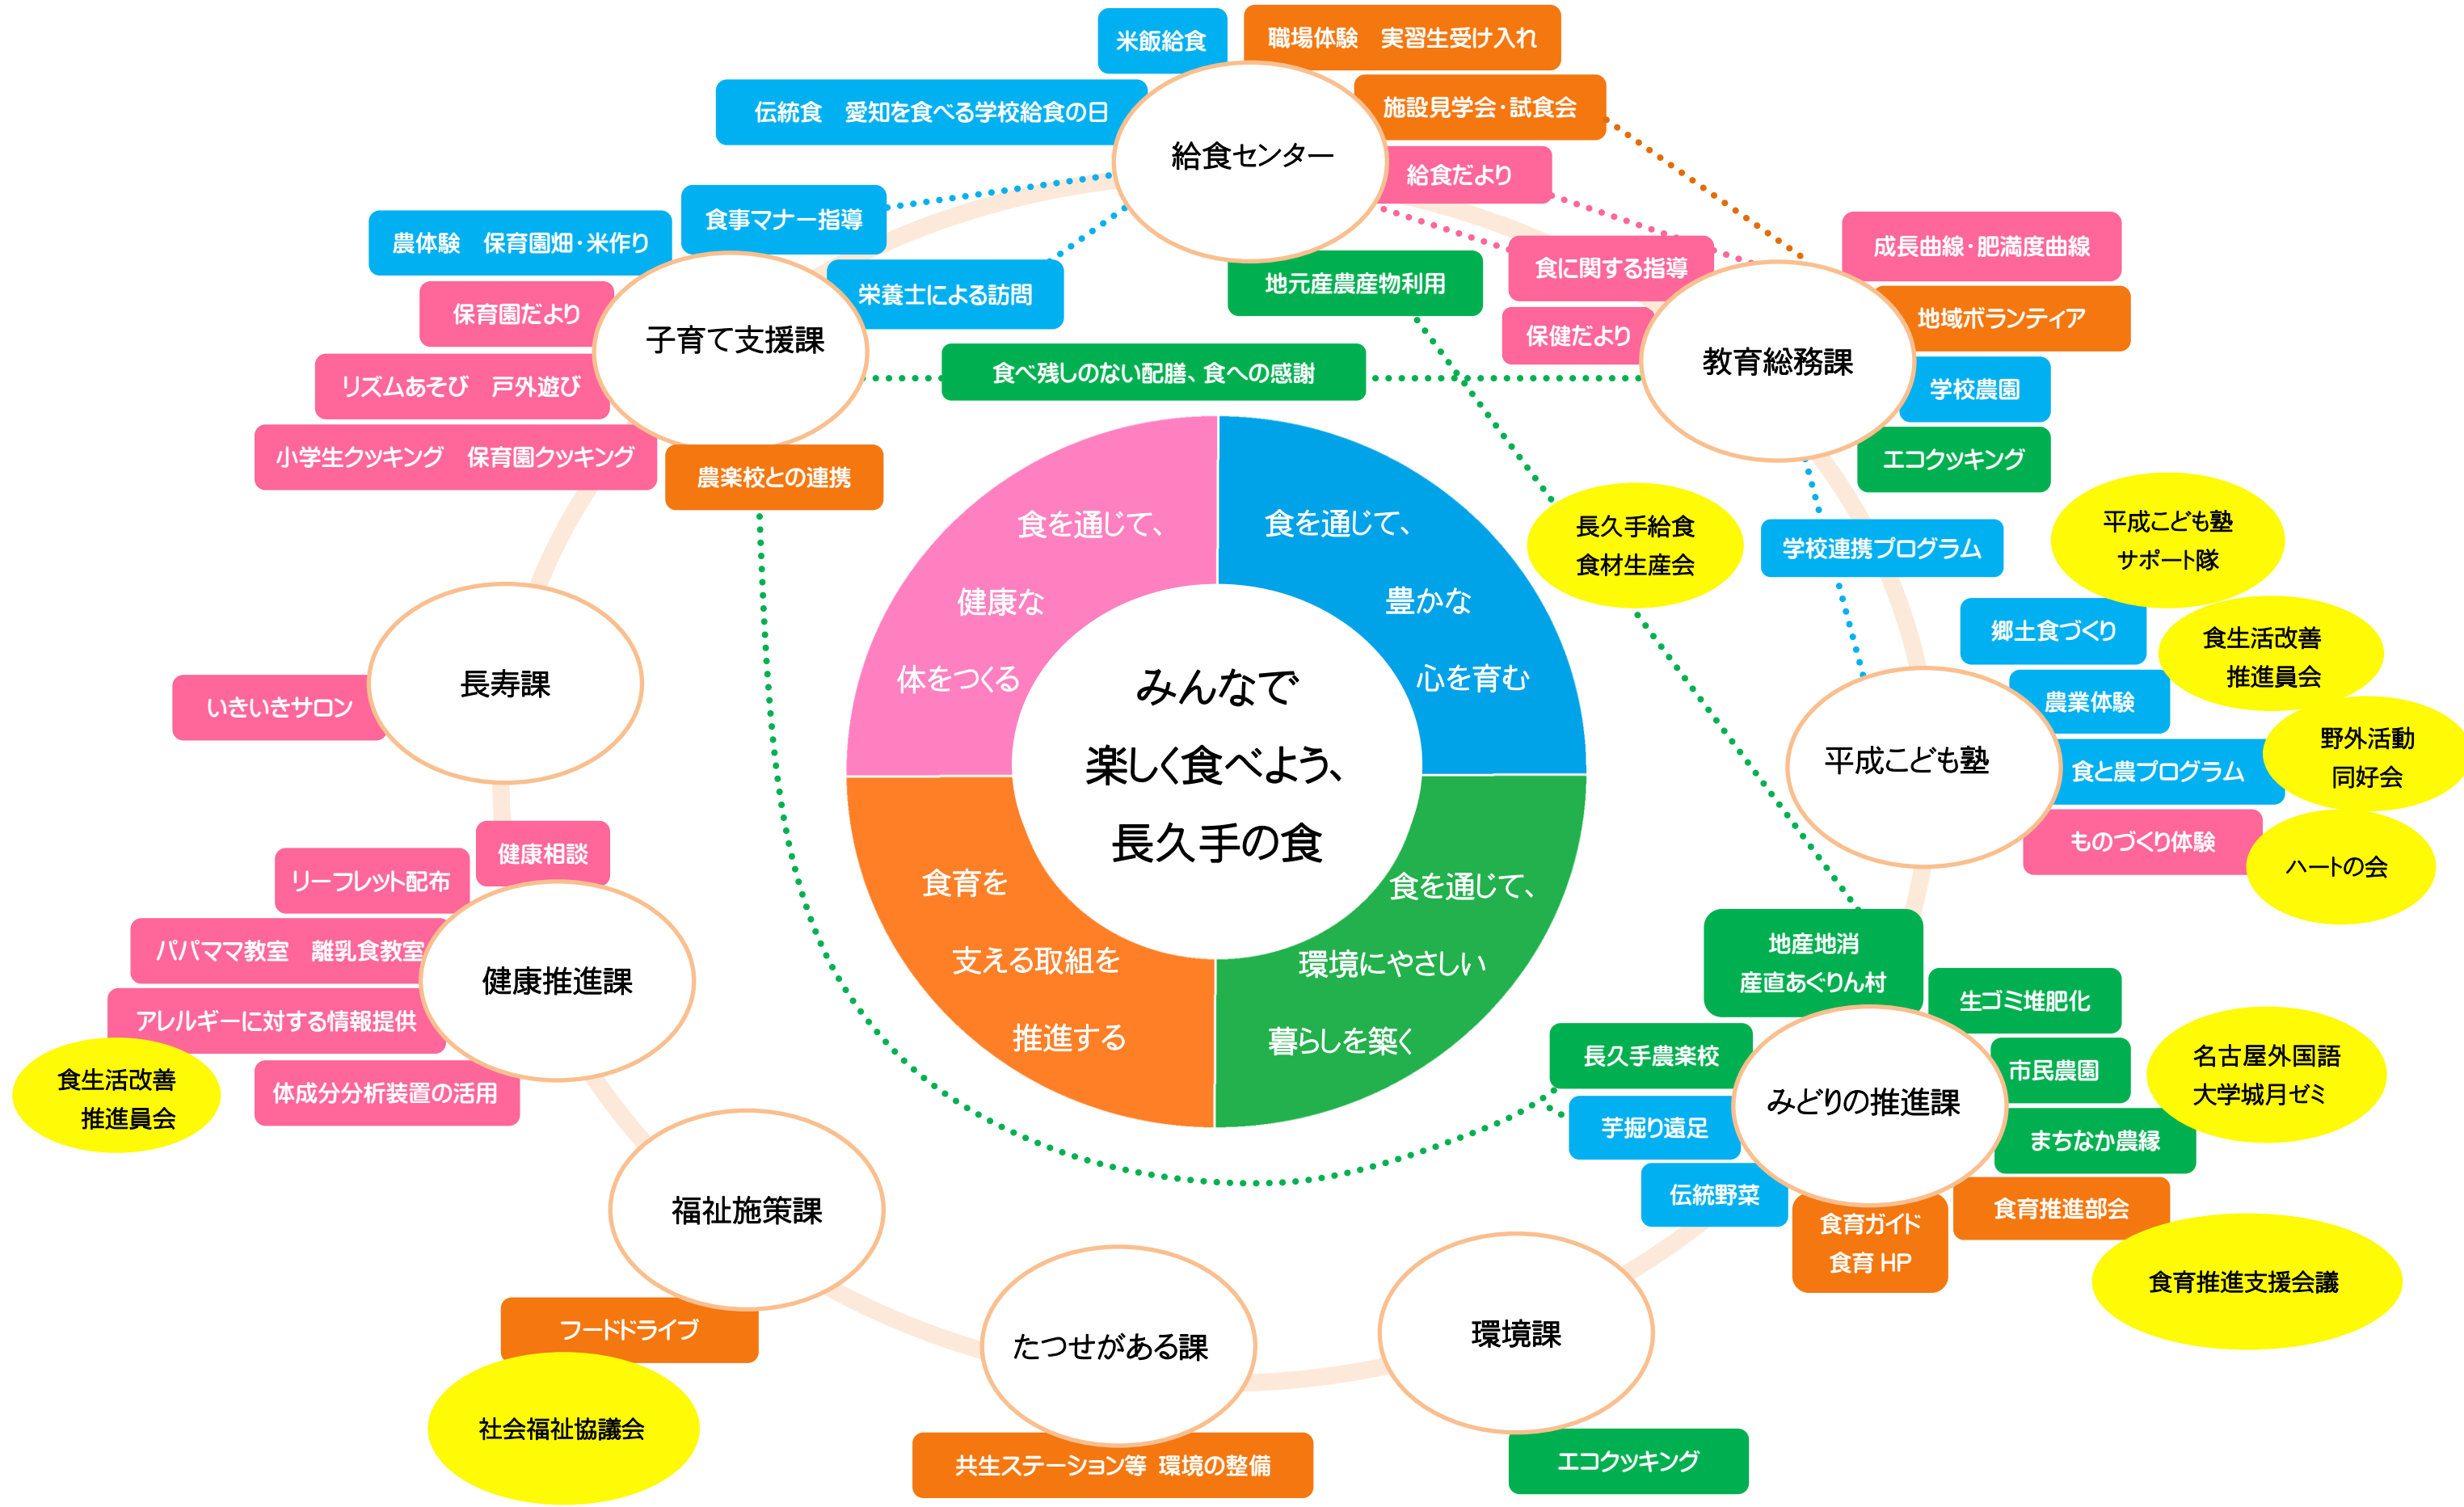 米飯給食
職場体験　実習生受け入れ
伝統食　愛知を食べる学校給食の日
施設見学会・試食会
給食センター
給食だより
食事マナー指導
農体験　保育園畑・米作り
栄養士による訪問
地元産農産物利用
食に関する指導
成長曲線・肥満度曲線
保育園だより
子育て支援課
保健だより
教育総務課
地域ボランティア
リズムあそび　戸外遊び
食べ残しのない配膳、食への感謝
学校農園
小学生クッキング　保育園クッキング
農楽校との連携
エコクッキング
食を通じて、
健康な
体をつくる
食を通じて、
豊かな
心を育む
長久手給食
食材生産会
学校連携プログラム
平成こども塾
サポート隊
郷土食づくり
食生活改善
推進員会
農業体験
野外活動
同好会
平成こども塾
食と農プログラム
ものづくり体験
ハートの会
みんなで
楽しく食べよう、
長久手の食
長寿課
いきいきサロン
健康相談
リーフレット配布
パパママ教室　離乳食教室
健康推進課
アレルギーに対する情報提供
食生活改善
推進員会
体成分分析装置の活用
食育を
支える取組を
推進する
食を通じて、
環境にやさしい
暮らしを築く
地産地消
産直あぐりん村
生ゴミ堆肥化
長久手農楽校
市民農園
名古屋外国語
大学城月ゼミ
みどりの推進課
芋掘り遠足
まちなか農縁
伝統野菜
食育ガイド
食育 HP
食育推進部会
食育推進支援会議
福祉施策課
フードドライブ
社会福祉協議会
たつせがある課
共生ステーション等 環境の整備
環境課
エコクッキング